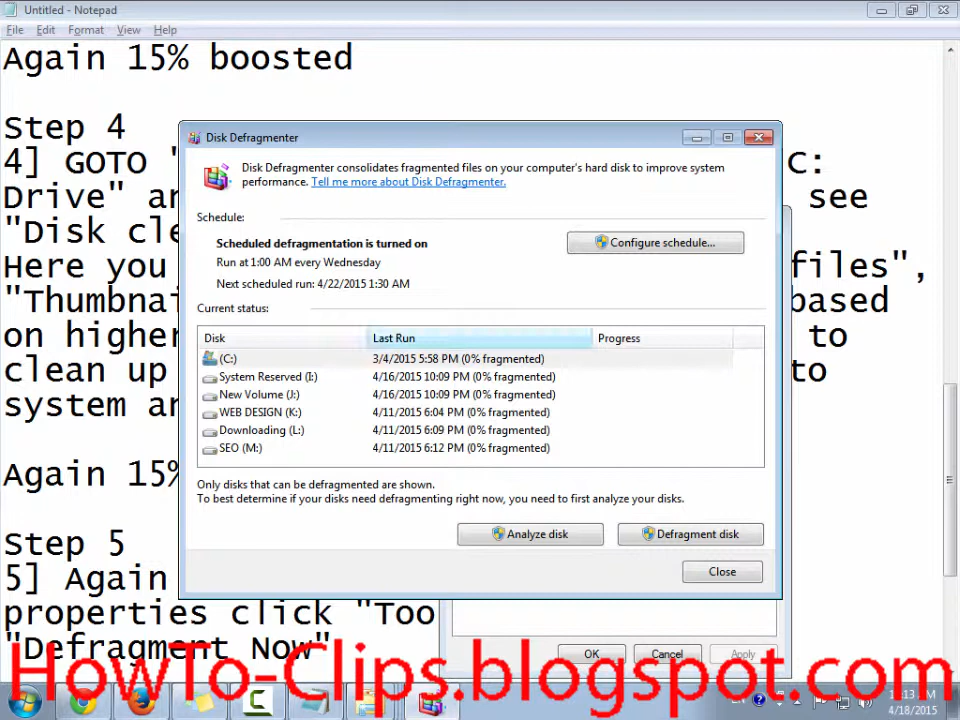 Untitled - Notepad
File Edit Format View Help
Again 15% boosted
Step 4
4] GOTO "
C:
Drive" an
see
"Disk cle
Here you
files",
"Thumbnai
based
on higher
to
clean up
to
system an
Again 15%
Step 5
5] Again
properties click "Too
"Defragment Now"
Disk Defragmenter
Disk Defragmenter consolidates fragmented files on your computer's hard disk to improve system
performance. Tell me more about Disk Defragmenter.
Schedule:
Scheduled defragmentation is turned on
Configure schedule...
Run at 1:00 AM every Wednesday
Next scheduled run: 4/22/2015 1:30 AM
Current status:
Disk Last Run Progress
(C:) 3/4/2015 5:58 PM (0% fragmented)
System Reserved (I:) 4/16/2015 10:09 PM (0% fragmented)
New Volume (J:) 4/16/2015 10:09 PM (0% fragmented)
WEB DESIGN (K:) 4/11/2015 6:04 PM (0% fragmented)
Downloading (L:) 4/11/2015 6:09 PM (0% fragmented)
SEO (M:) 4/11/2015 6:12 PM (0% fragmented)
Only disks that can be defragmented are shown.
To best determine if your disks need defragmenting right now, you need to first analyze your disks.
Analyze disk Defragment disk
Close
OK Cancel Apply
HowTo-Clips.blogspot.com
4/18/2015